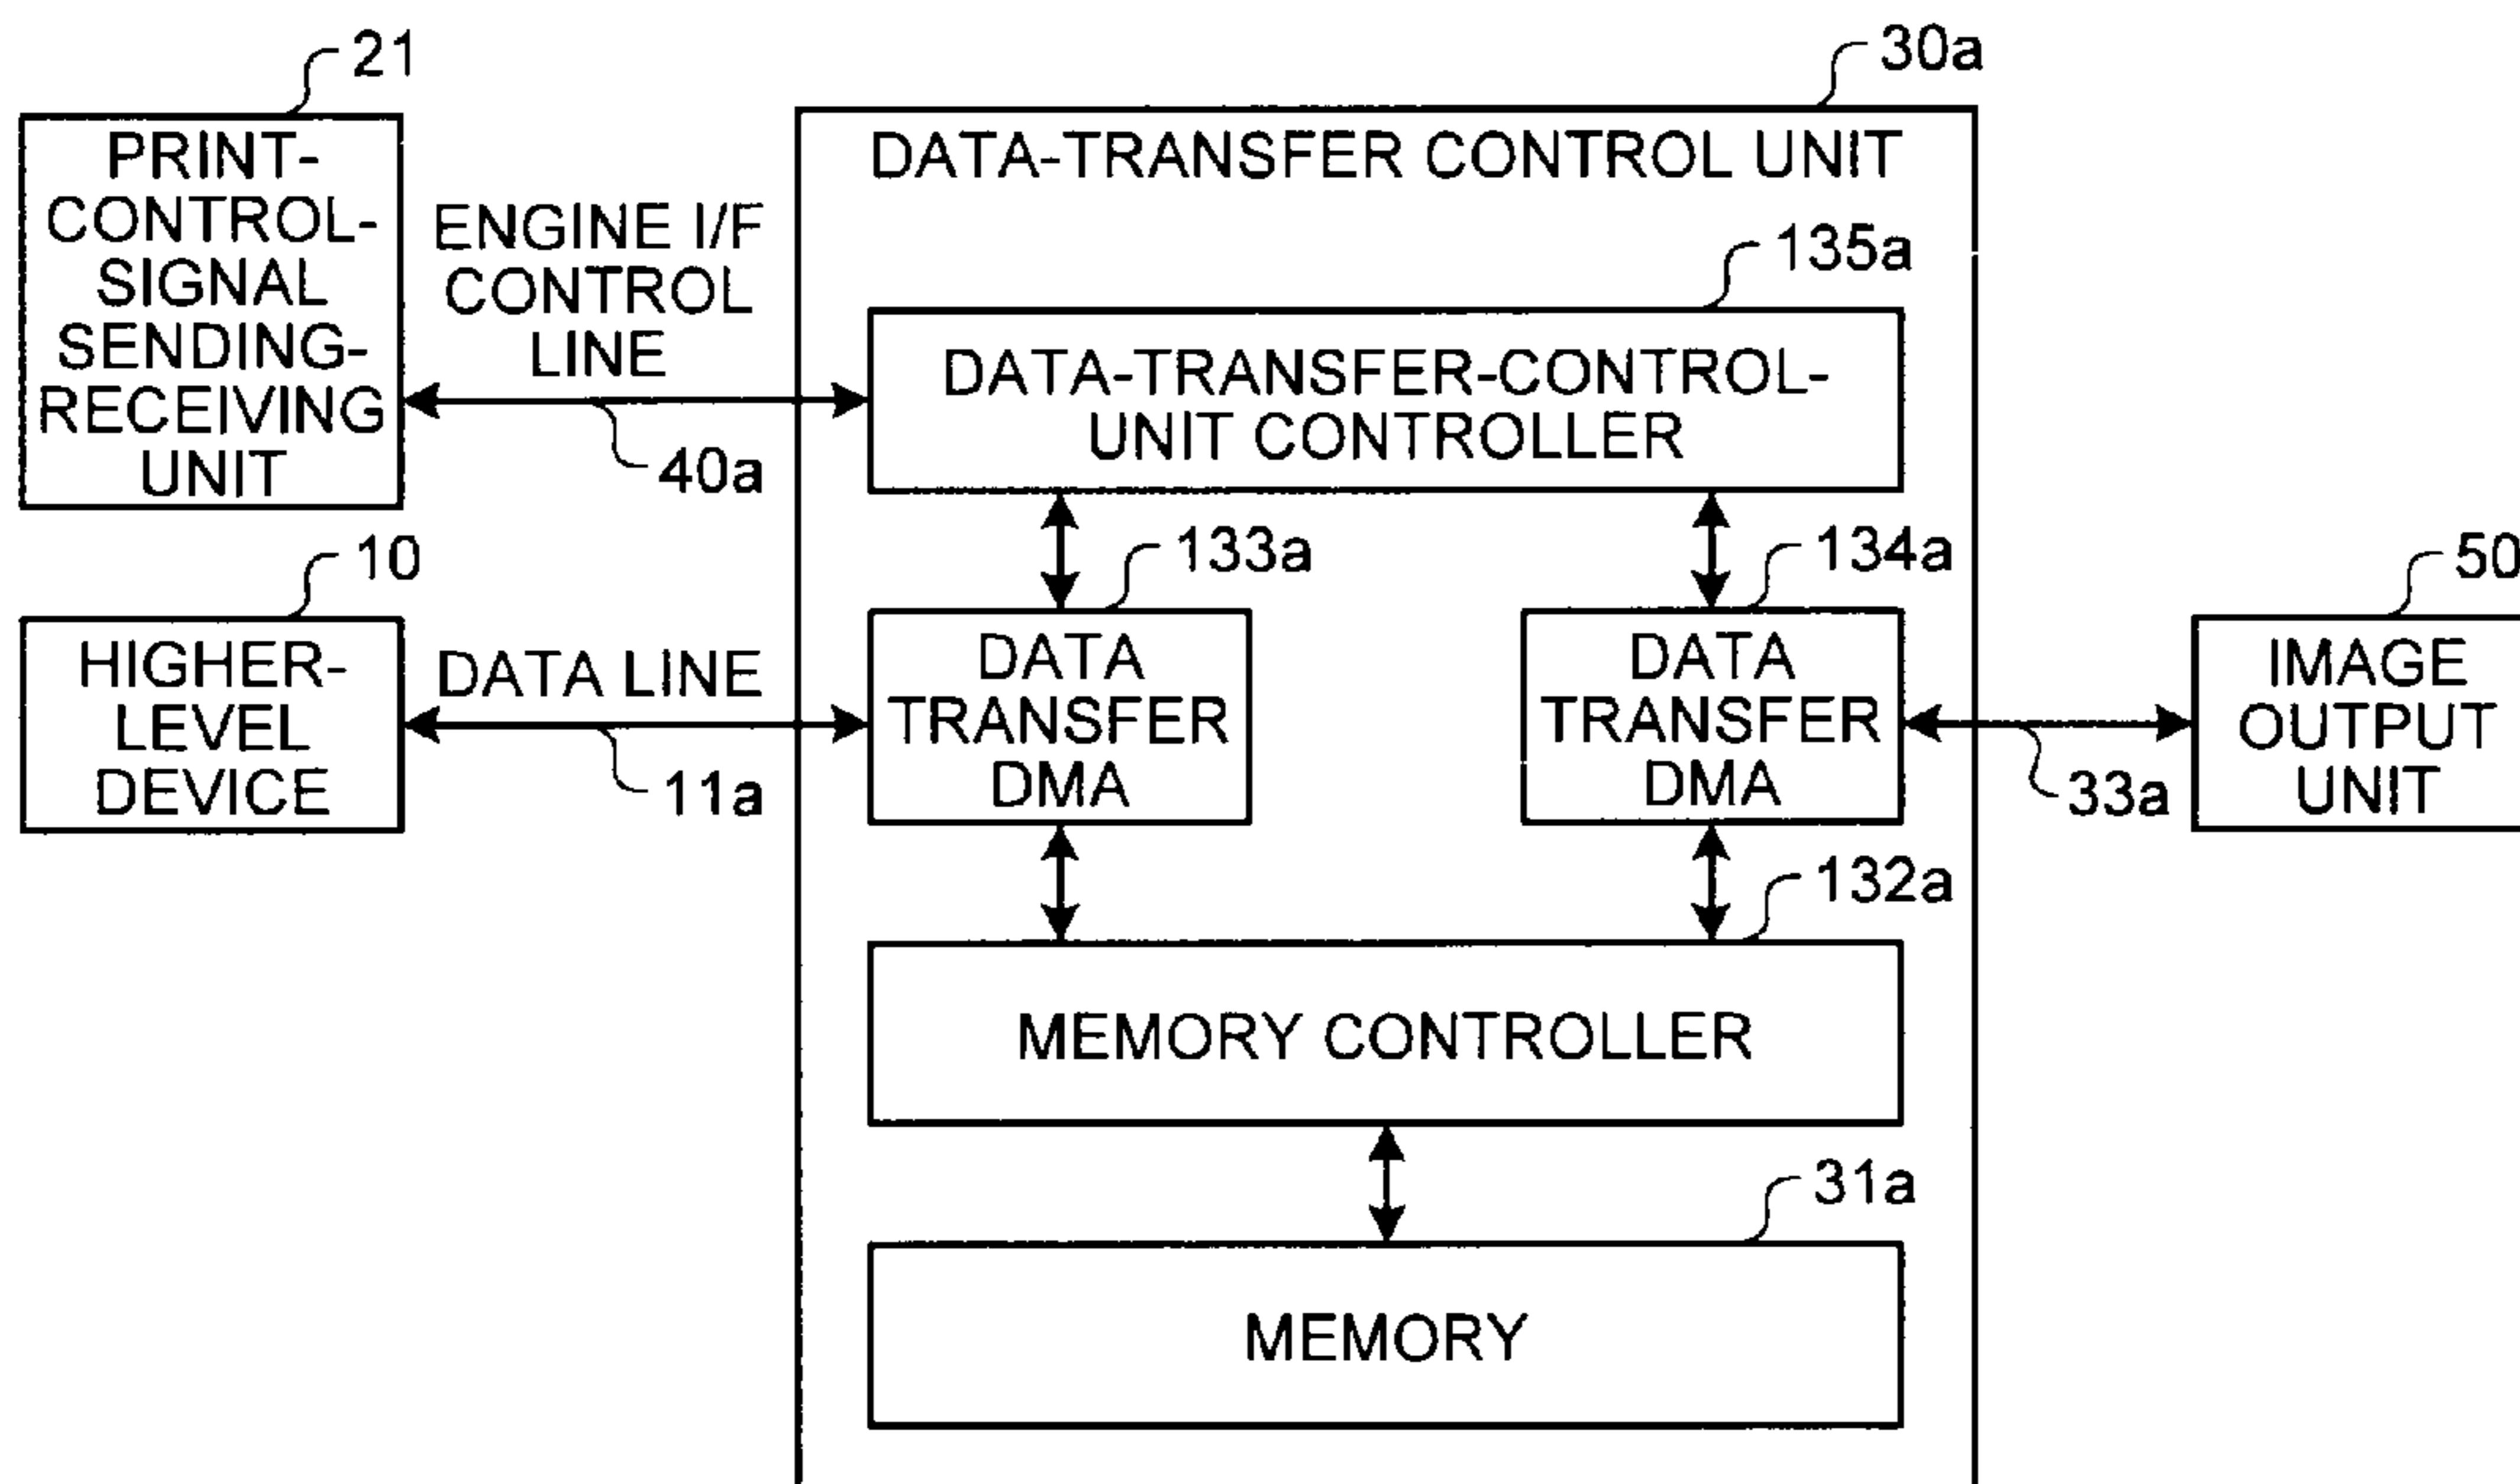 21
30a
PRINT-
CONTROL-
SIGNAL
SENDING-
RECEIVING
UNIT
ENGINE I/F
CONTROL
LINE
40a
DATA-TRANSFER CONTROL UNIT
135a
DATA-TRANSFER-CONTROL-
UNIT CONTROLLER
10
HIGHER-
LEVEL
DEVICE
DATA LINE
11a
133a
DATA
TRANSFER
DMA
134a
DATA
TRANSFER
DMA
33a
50
IMAGE
OUTPUT
UNIT
132a
MEMORY CONTROLLER
31a
MEMORY